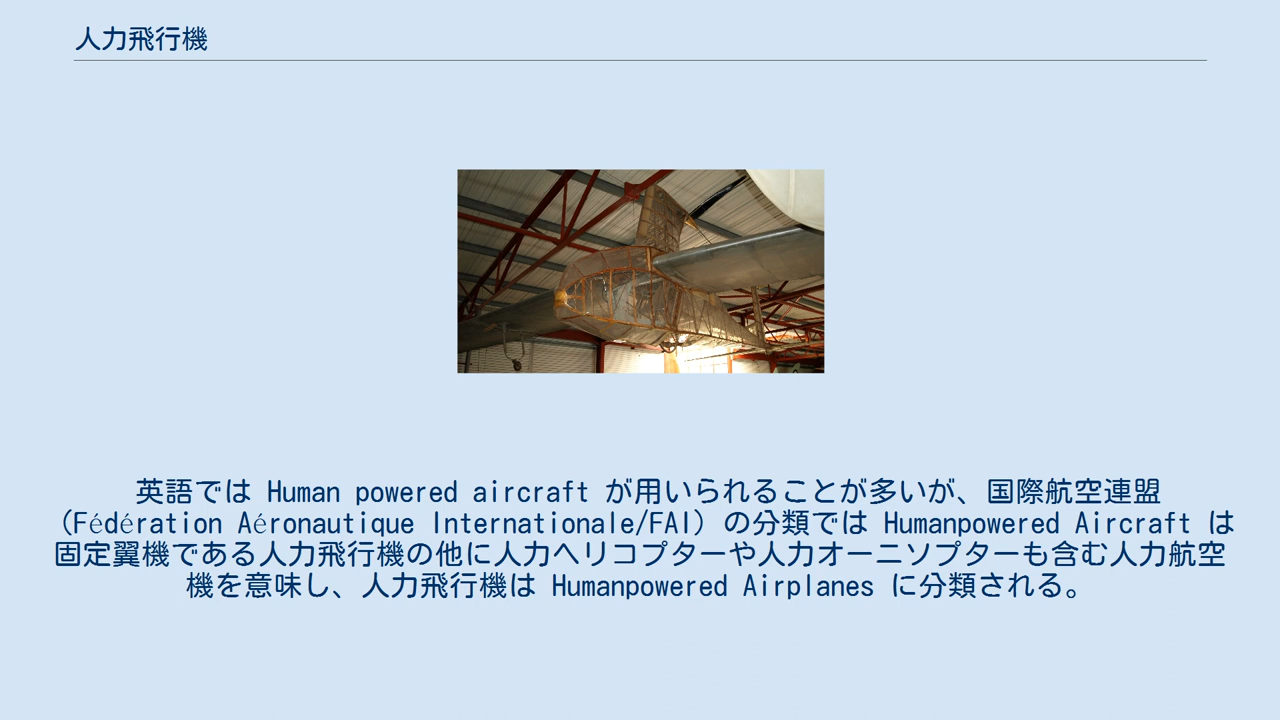 人力飛行機
英語では Human powered aircraft が用いられることが多いが、国際航空連盟
（Fédération Aéronautique Internationale/FAI）の分類では Humanpowered Aircraft は
固定翼機である人力飛行機の他に人力ヘリコプターや人力オーニソプターも含む人力航空
機を意味し、人力飛行機は Humanpowered Airplanes に分類される。